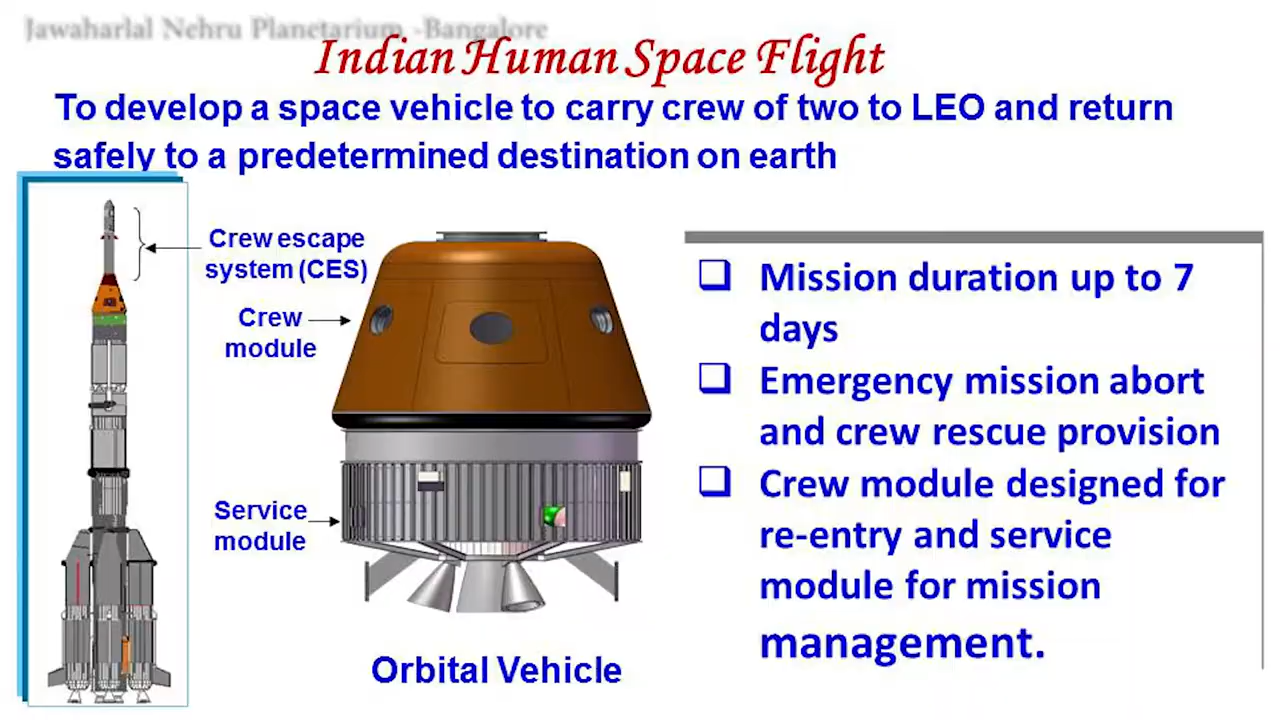 Jawaharlal Nehru Planetarium -Bangalore
Indian Human Space Flight
To develop a space vehicle to carry crew of two to LEO and return
safely to a predetermined destination on earth
Crew escape
system (CES)
Crew
module
Service
module
Orbital Vehicle
Mission duration up to 7
days
Emergency mission abort
and crew rescue provision
Crew module designed for
re-entry and service
module for mission
management.